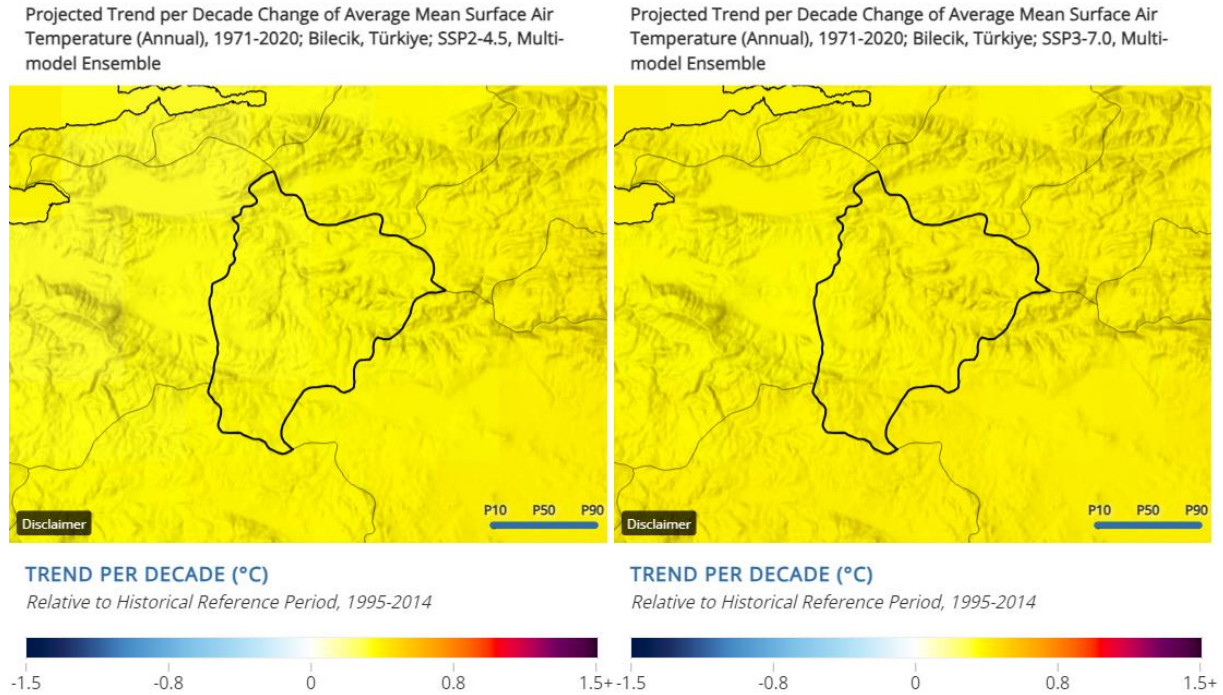 Projected Trend per Decade Change of Average Mean Surface Air
Temperature (Annual), 1971-2020; Bilecik, Türkiye; SSP2-4.5, Multi-
model Ensemble
P10 P50 P90
Disclaimer
TREND PER DECADE (°C)
Relative to Historical Reference Period, 1995-2014
-1.5 -0.8 0 0.8 1.5+
Projected Trend per Decade Change of Average Mean Surface Air
Temperature (Annual), 1971-2020; Bilecik, Türkiye; SSP3-7.0, Multi-
model Ensemble
P10 P50 P90
Disclaimer
TREND PER DECADE (°C)
Relative to Historical Reference Period, 1995-2014
-1.5 -0.8 0 0.8 1.5+